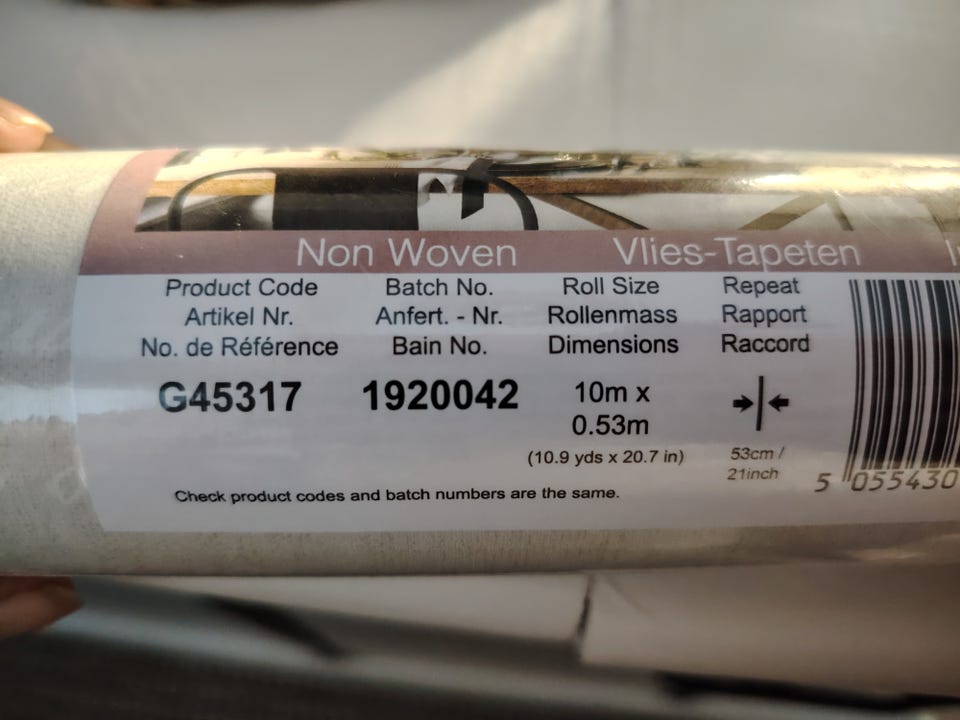 Non Woven Vlies-Tapeten
Product Code Batch No. Roll Size Repeat
Artikel Nr. Anfert. - Nr. Rollenmass Rapport
No. de Référence Bain No. Dimensions Raccord
G45317 1920042 10m x
0.53m
(10.9 yds x 20.7 in) 53cm /
21inch
Check product codes and batch numbers are the same.
5 055430